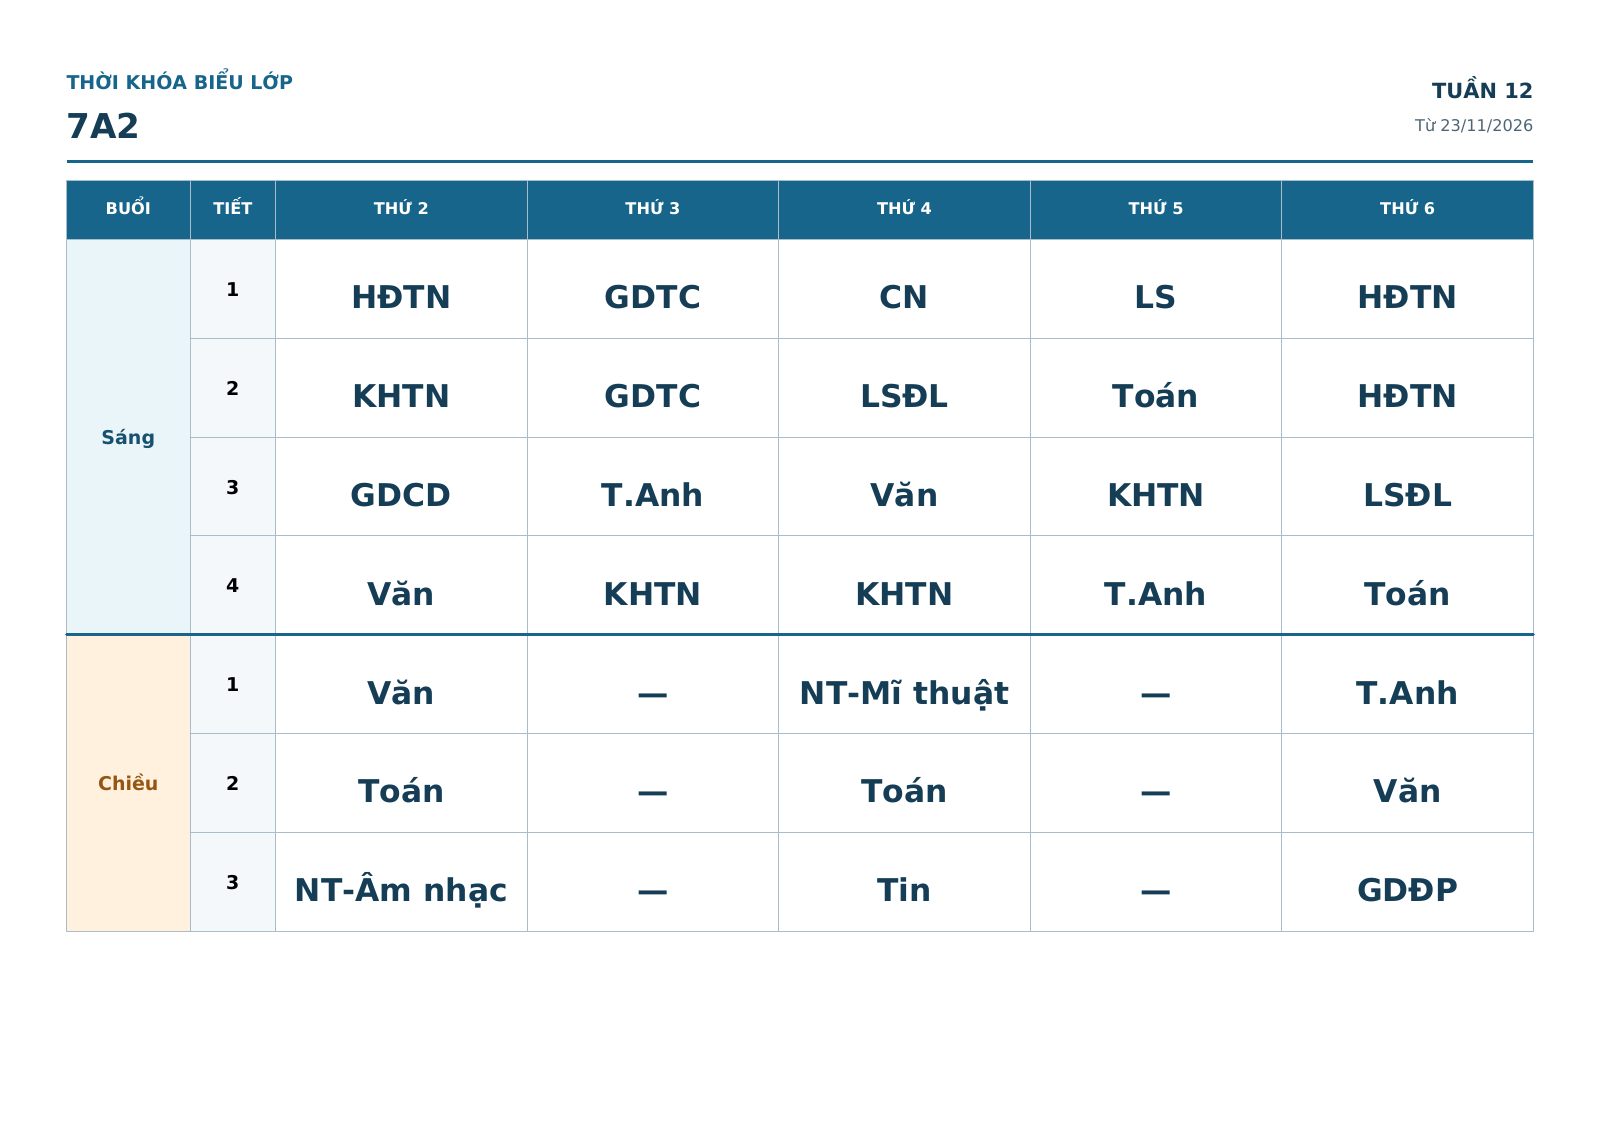 THỜI KHÓA BIỂU LỚP
7A2
TUẦN 12
Từ 23/11/2026
BUỔI TIẾT THỨ 2 THỨ 3 THỨ 4 THỨ 5 THỨ 6
Sáng
1 HĐTN GDTC CN LS HĐTN
2 KHTN GDTC LSĐL Toán HĐTN
3 GDCD T.Anh Văn KHTN LSĐL
4 Văn KHTN KHTN T.Anh Toán
Chiều
1 Văn — NT-Mĩ thuật — T.Anh
2 Toán — Toán — Văn
3 NT-Âm nhạc — Tin — GDĐP